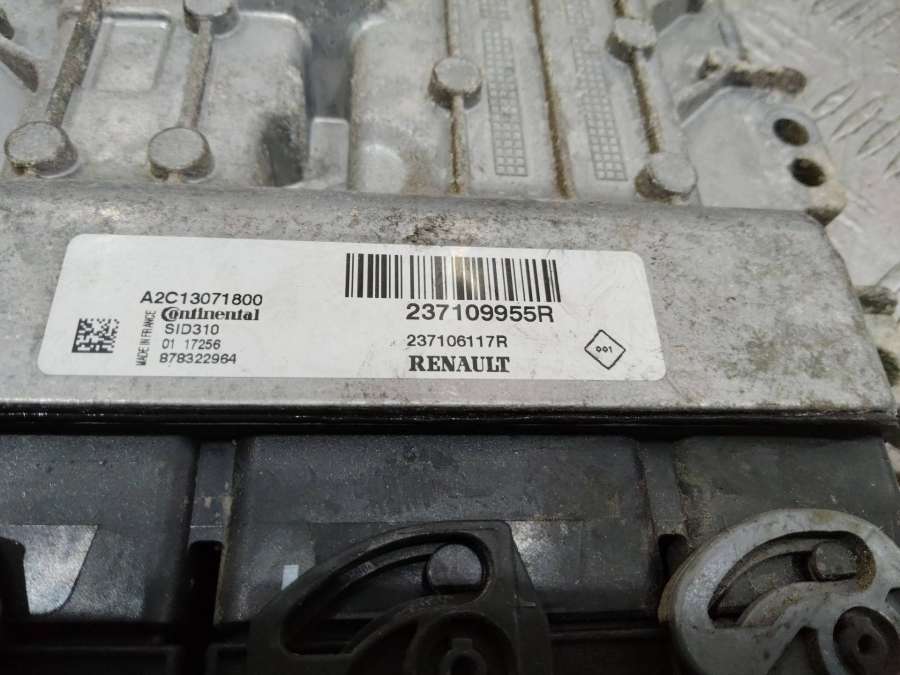 A2C13071800
Continental
SID310
01 17256
878322964
MADE IN FRANCE
237109955R
237106117R
RENAULT
001